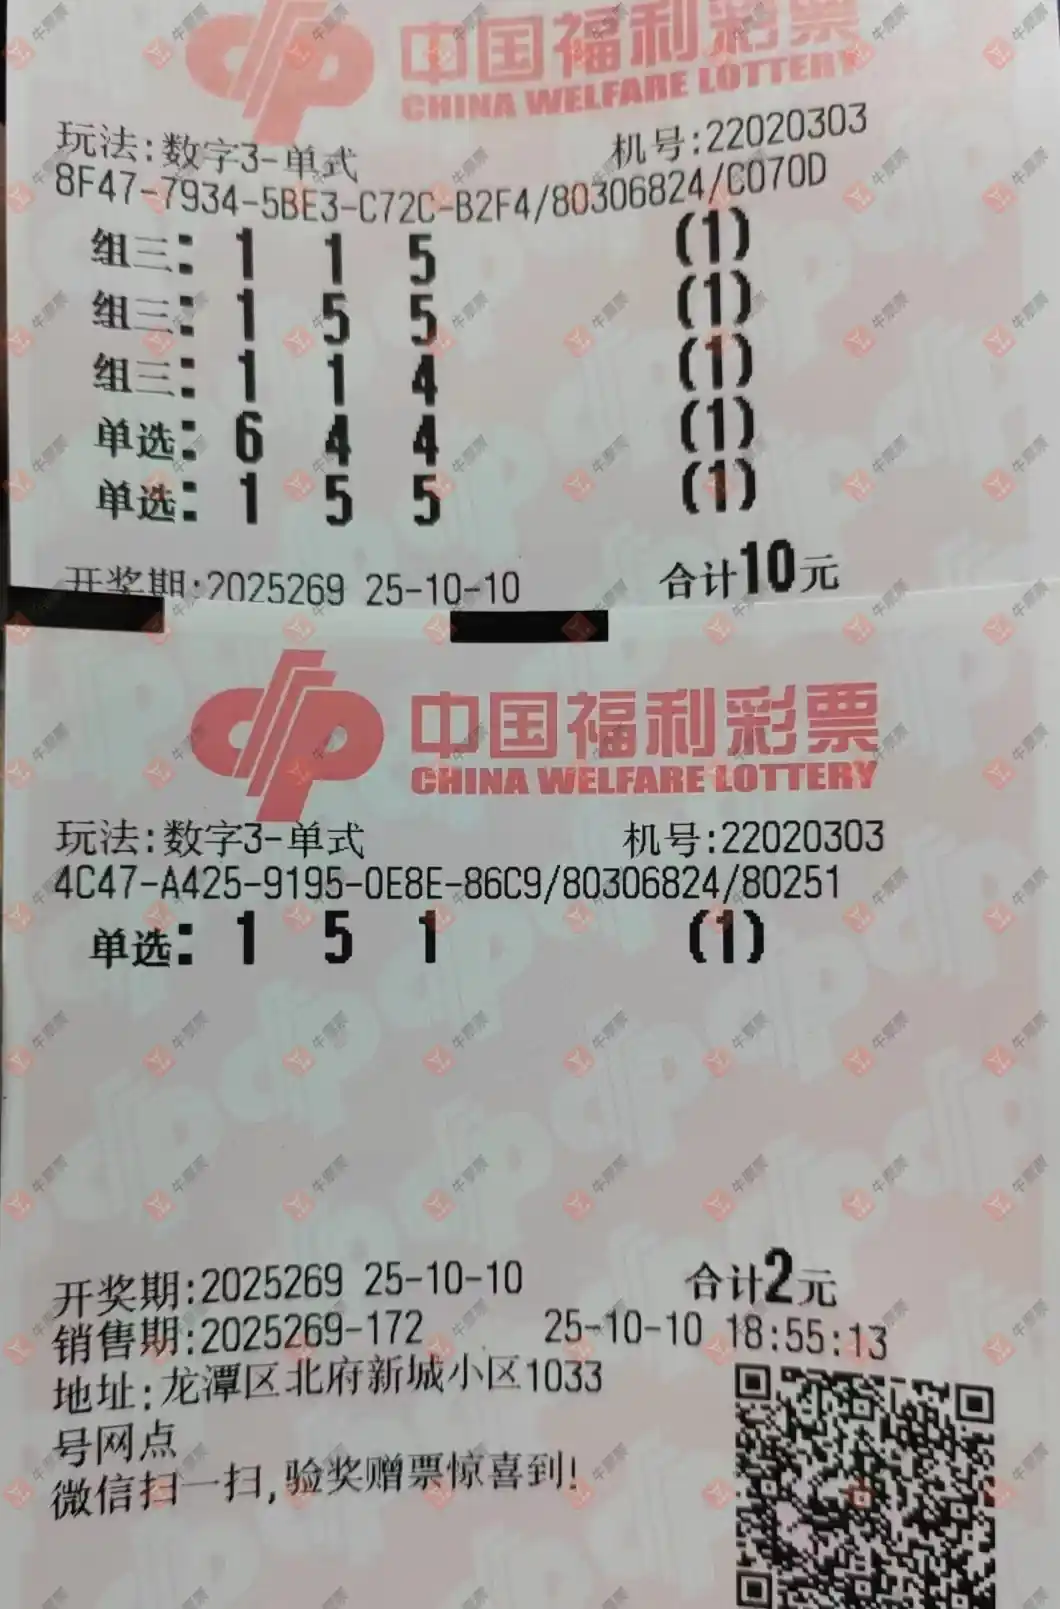 中国福利彩票
CHINA WELFARE LOTTERY
玩法:数字3-单式 机号:22020303
8F47-7934-5BE3-C72C-B2F4/80306824/C070D
组三: 1 1 5 (1)
组三: 1 5 5 (1)
组三: 1 1 4 (1)
单选: 6 4 4 (1)
单选: 1 5 5 (1)
开奖期:2025269 25-10-10 合计10元
中国福利彩票
CHINA WELFARE LOTTERY
玩法:数字3-单式 机号:22020303
4C47-A425-9195-0E8E-86C9/80306824/80251
单选: 1 5 1 (1)
开奖期:2025269 25-10-10 合计2元
销售期:2025269-172 25-10-10 18:55:13
地址:龙潭区北府新城小区1033
号网点
微信扫一扫,验奖赠票惊喜到!